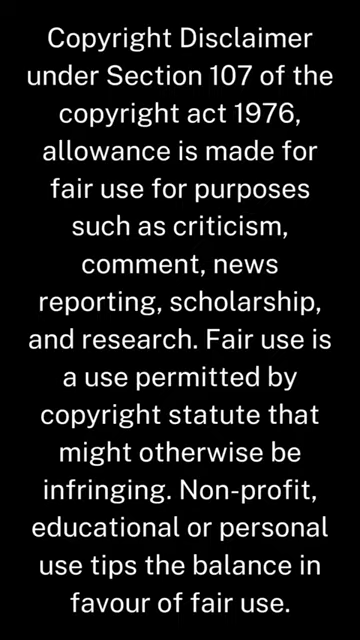 Copyright Disclaimer
under Section 107 of the
copyright act 1976,
allowance is made for
fair use for purposes
such as criticism,
comment, news
reporting, scholarship,
and research. Fair use is
a use permitted by
copyright statute that
might otherwise be
infringing. Non-profit,
educational or personal
use tips the balance in
favour of fair use.